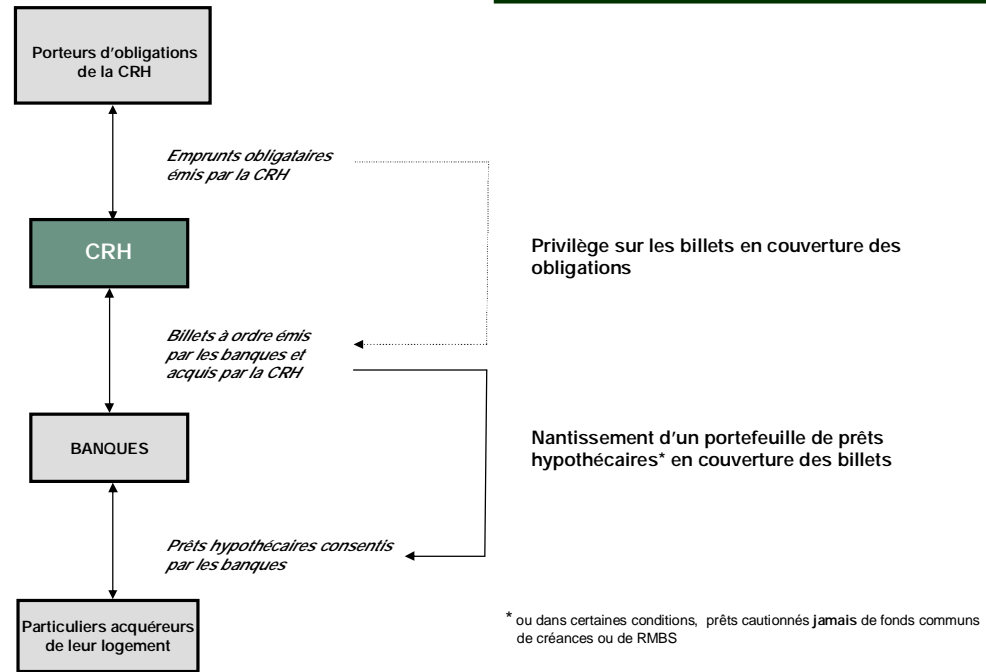 Porteurs d'obligations
de la CRH
Emprunts obligataires
émis par la CRH
CRH
Privilège sur les billets en couverture des
obligations
Billets à ordre émis
par les banques et
acquis par la CRH
BANQUES
Nantissement d'un portefeuille de prêts
hypothécaires* en couverture des billets
Prêts hypothécaires consentis
par les banques
Particuliers acquéreurs
de leur logement
* ou dans certaines conditions, prêts cautionnés jamais de fonds communs
de créances ou de RMBS